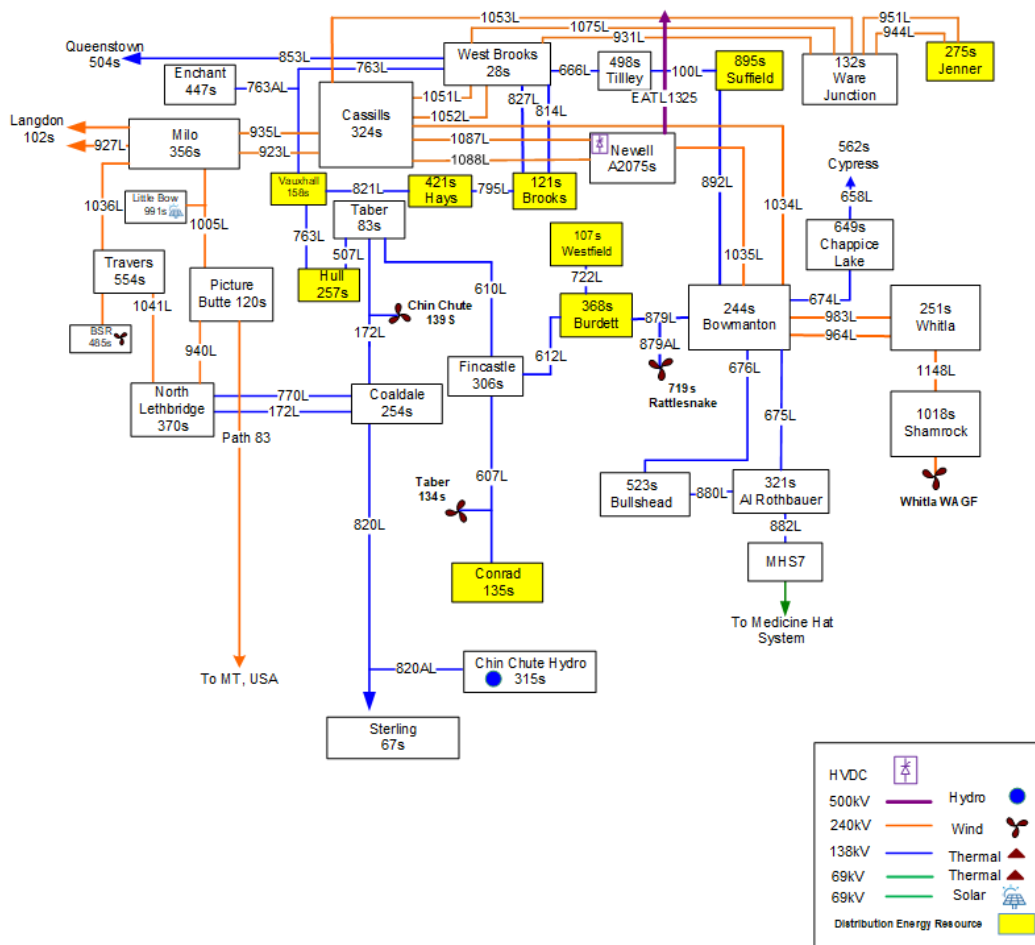 1053L
1075L
931L
951L
944L
Queenstown
504s
853L
763L
Enchant
447s
763AL
West Brooks
28s
666L
498s
Tillley
100L
895s
Suffield
EATL1325
132s
Ware
Junction
275s
Jenner
Langdon
102s
927L
Milo
356s
935L
923L
Cassills
324s
1051L
1052L
1087L
1088L
827L
814L
Newell
A2075s
562s
Cypress
658L
1036L
Little Bow
991s
1005L
Vauxhall
158s
821L
421s
Hays
795L
121s
Brooks
892L
1034L
1035L
649s
Chappice
Lake
Taber
83s
763L
507L
Hull
257s
107s
Westfield
722L
Travers
554s
1041L
Picture
Butte 120s
610L
Chin Chute
139 S
172L
368s
Burdett
879L
879AL
244s
Bowmanton
674L
983L
964L
251s
Whitla
BSR
485s
940L
612L
Fincastle
306s
719s
Rattlesnake
676L
675L
1148L
North
Lethbridge
370s
770L
172L
Coaldale
254s
1018s
Shamrock
Path 83
607L
Taber
134s
523s
Bullshead
880L
321s
Al Rothbauer
Whitla WAGF
882L
820L
Conrad
135s
MHS7
To Medicine Hat
System
To MT, USA
820AL
Chin Chute Hydro
315s
Sterling
67s
HVDC
500kV
Hydro
240kV
Wind
138kV
Thermal
69kV
Thermal
69kV
Solar
Distribution Energy Resource